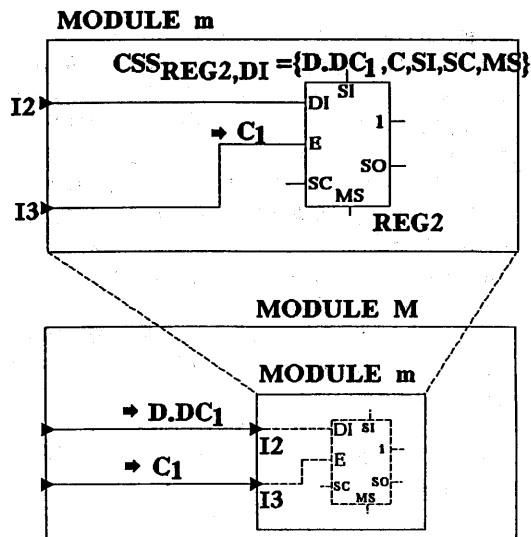 MODULE m
CSS_REG2,DI ={D.DC₁,C,SI,SC,MS}
SI
I2
DI
1
➡ C₁
E
SO
SC
MS
I3
REG2
MODULE M
MODULE m
➡ D.DC₁
I2
DI
SI
1
➡ C₁
E
SC
SO
I3
MS